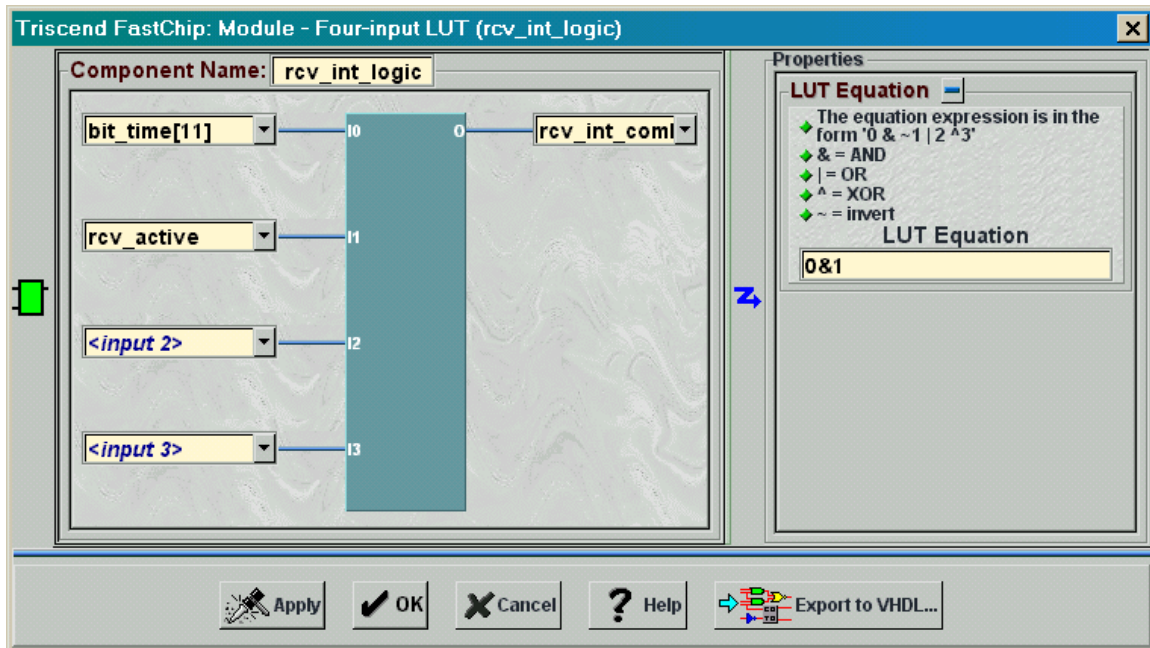 Triscend FastChip: Module - Four-input LUT (rcv_int_logic)
Component Name: rcv_int_logic
bit_time[11]
I0
O
rcv_int_coml
rcv_active
I1
<input 2>
I2
<input 3>
I3
Properties
LUT Equation
The equation expression is in the
form '0 & ~1 | 2 ^3'
& = AND
| = OR
^ = XOR
~ = invert
LUT Equation
0&1
Apply
OK
Cancel
? Help
Export to VHDL...